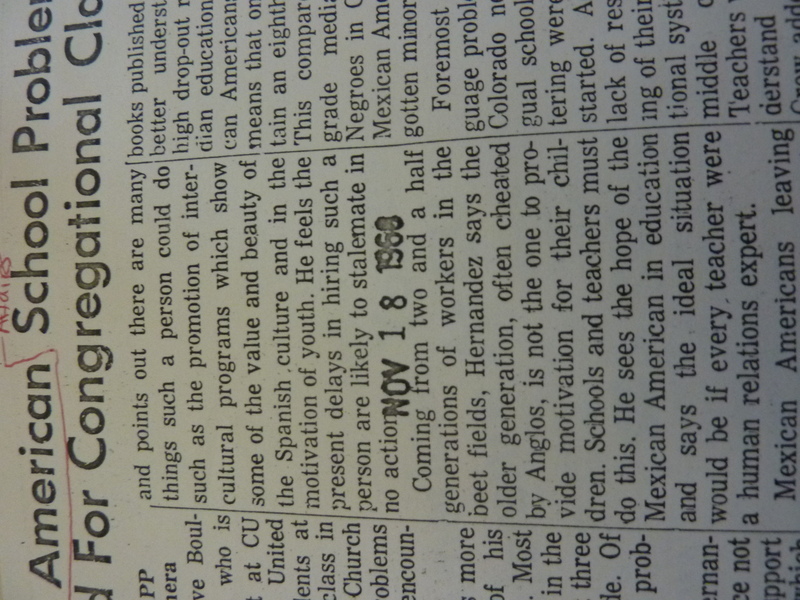 American School Proble
d For Congregational Cla
PP
nera
ve Boul-
who is
t at CU
United
lents at
class in
Church
oblems
encoun-
s more
of his
. Most
in the
three
de. Of
prob-
ernan-
ce not
upport
and points out there are many
things such a person could do
such as the promotion of inter-
cultural programs which show
some of the value and beauty of
the Spanish culture and in the
motivation of youth. He feels the
present delays in hiring such a
person are likely to stalemate in
no action
NOV 18 1968
Coming from two and a half
generations of workers in the
beet fields, Hernandez says the
older generation, often cheated
by Anglos, is not the one to pro-
vide motivation for their chil-
dren. Schools and teachers must
do this. He sees the hope of the
Mexican American in education
and says the ideal situation
would be if every teacher were
a human relations expert.
Mexican Americans leaving
books published
better underst
high drop-out r
dian education
can Americans
means that on
tain an eighth
This compar
grade media
Negroes in C
Mexican Ame
gotten minor
Foremost
guage probl
Colorado no
gual school
tering were
started. A
lack of res
ing of their
tional syst
middle c
Teachers
derstand